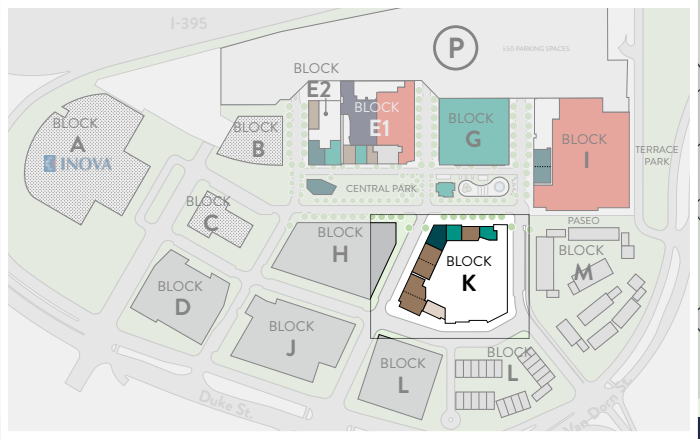 I-395
P
550 PARKING SPACES
BLOCK
E2
BLOCK
E1
BLOCK
A
INOVA
BLOCK
B
BLOCK
G
BLOCK
I
TERRACE
PARK
CENTRAL PARK
BLOCK
C
PASEO
BLOCK
H
BLOCK
K
BLOCK
M
BLOCK
D
BLOCK
J
BLOCK
L
BLOCK
L
Duke St.
Van Dorn St.